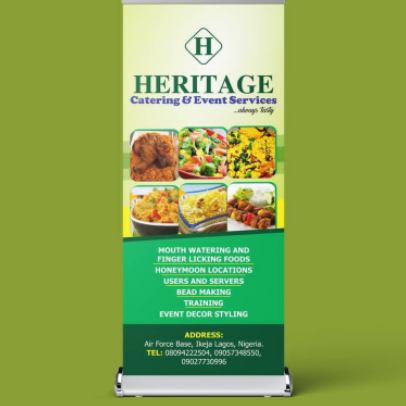 H
HERITAGE
Catering & Event Services
...always tasty
MOUTH WATERING AND
FINGER LICKING FOODS
HONEYMOON LOCATIONS
USERS AND SERVERS
BEAD MAKING
TRAINING
EVENT DECOR STYLING
ADDRESS:
Air Force Base, Ikeja Lagos, Nigeria.
TEL: 08094222504, 09057348550,
09027730996